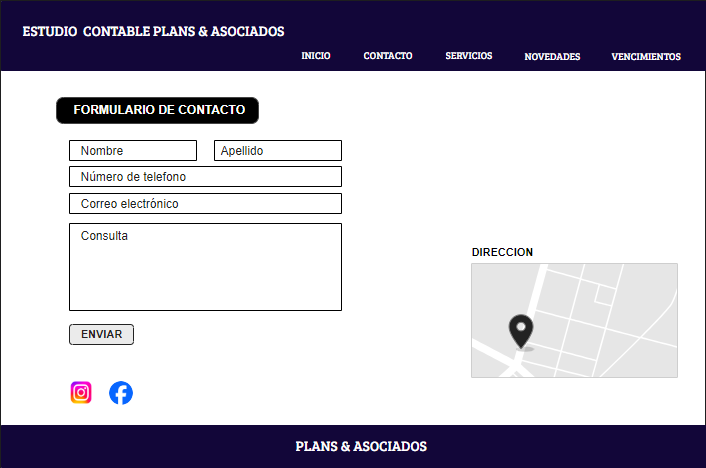 ESTUDIO CONTABLE PLANS & ASOCIADOS
INICIO CONTACTO SERVICIOS NOVEDADES VENCIMIENTOS
FORMULARIO DE CONTACTO
Nombre Apellido
Número de telefono
Correo electrónico
Consulta
DIRECCION
ENVIAR
PLANS & ASOCIADOS